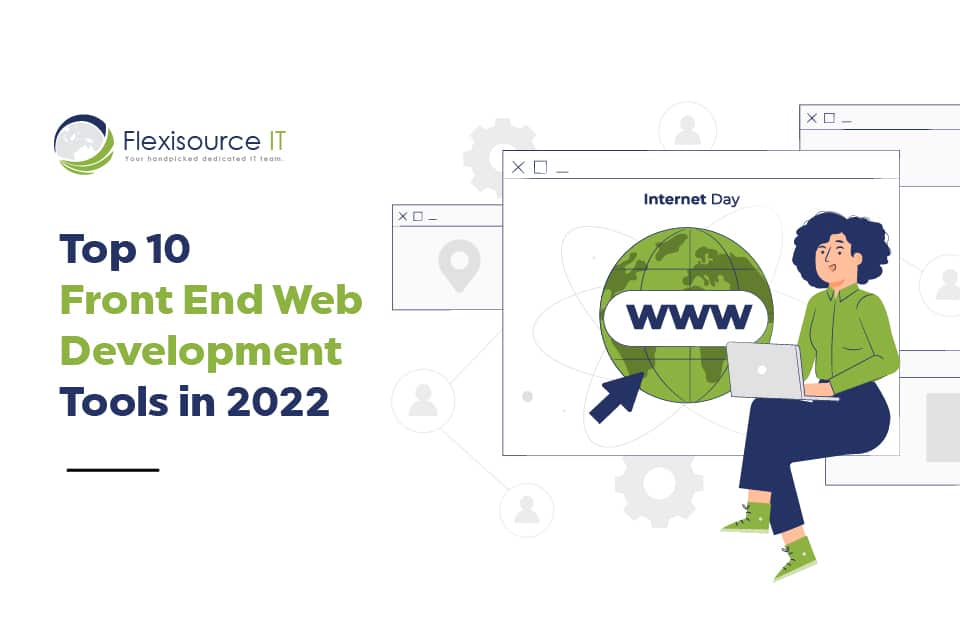 Flexisource IT
Your handpicked dedicated IT team.
Top 10
Front End Web
Development
Tools in 2022
Internet Day
WWW